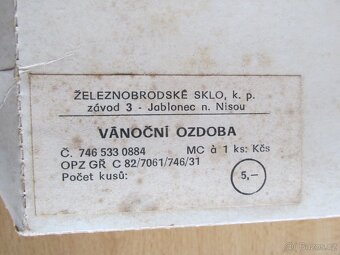 ŽELEZNOBRODSKÉ SKLO, k. p.
závod 3 - Jablonec n. Nisou
VÁNOČNÍ OZDOBA
Č. 746 533 0884 MC à 1 ks: Kčs
OPZ GŘ C 82/7061/746/31
Počet kusů: 5,—